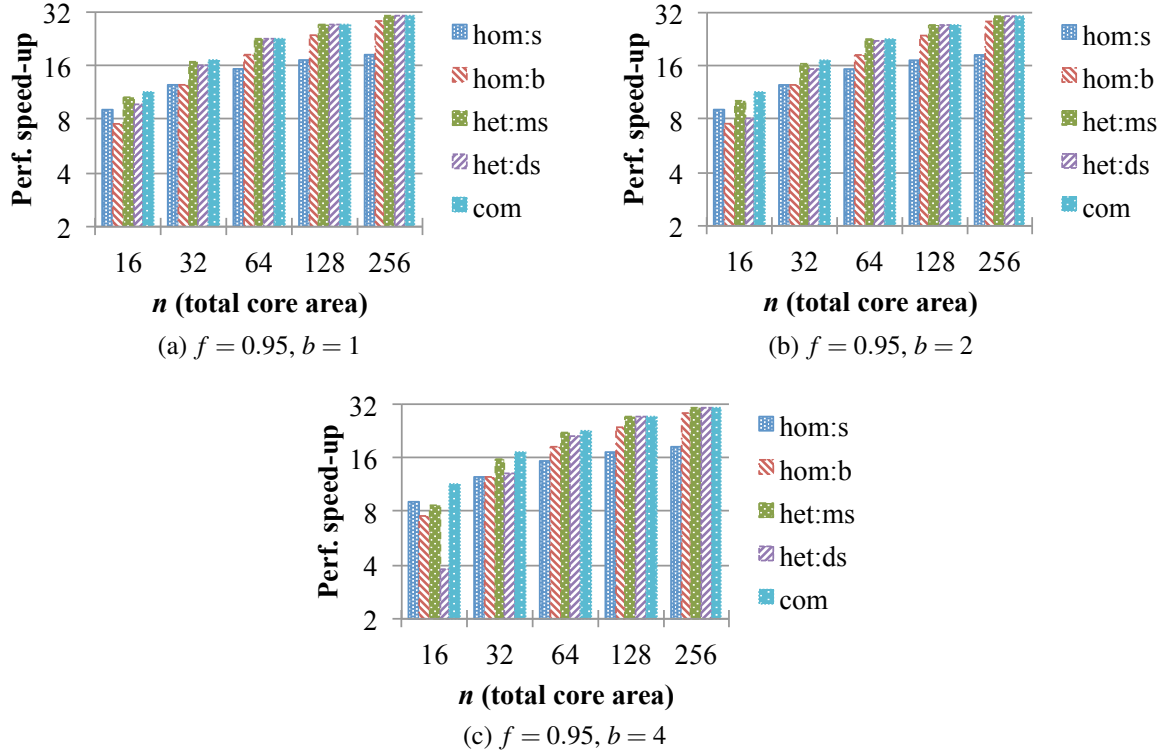 32
16
8
4
2
Perf. speed-up
16 32 64 128 256
n (total core area)
hom:s
hom:b
het:ms
het:ds
com
(a) f = 0.95, b = 1
32
16
8
4
2
Perf. speed-up
16 32 64 128 256
n (total core area)
hom:s
hom:b
het:ms
het:ds
com
(b) f = 0.95, b = 2
32
16
8
4
2
Perf. speed-up
16 32 64 128 256
n (total core area)
hom:s
hom:b
het:ms
het:ds
com
(c) f = 0.95, b = 4